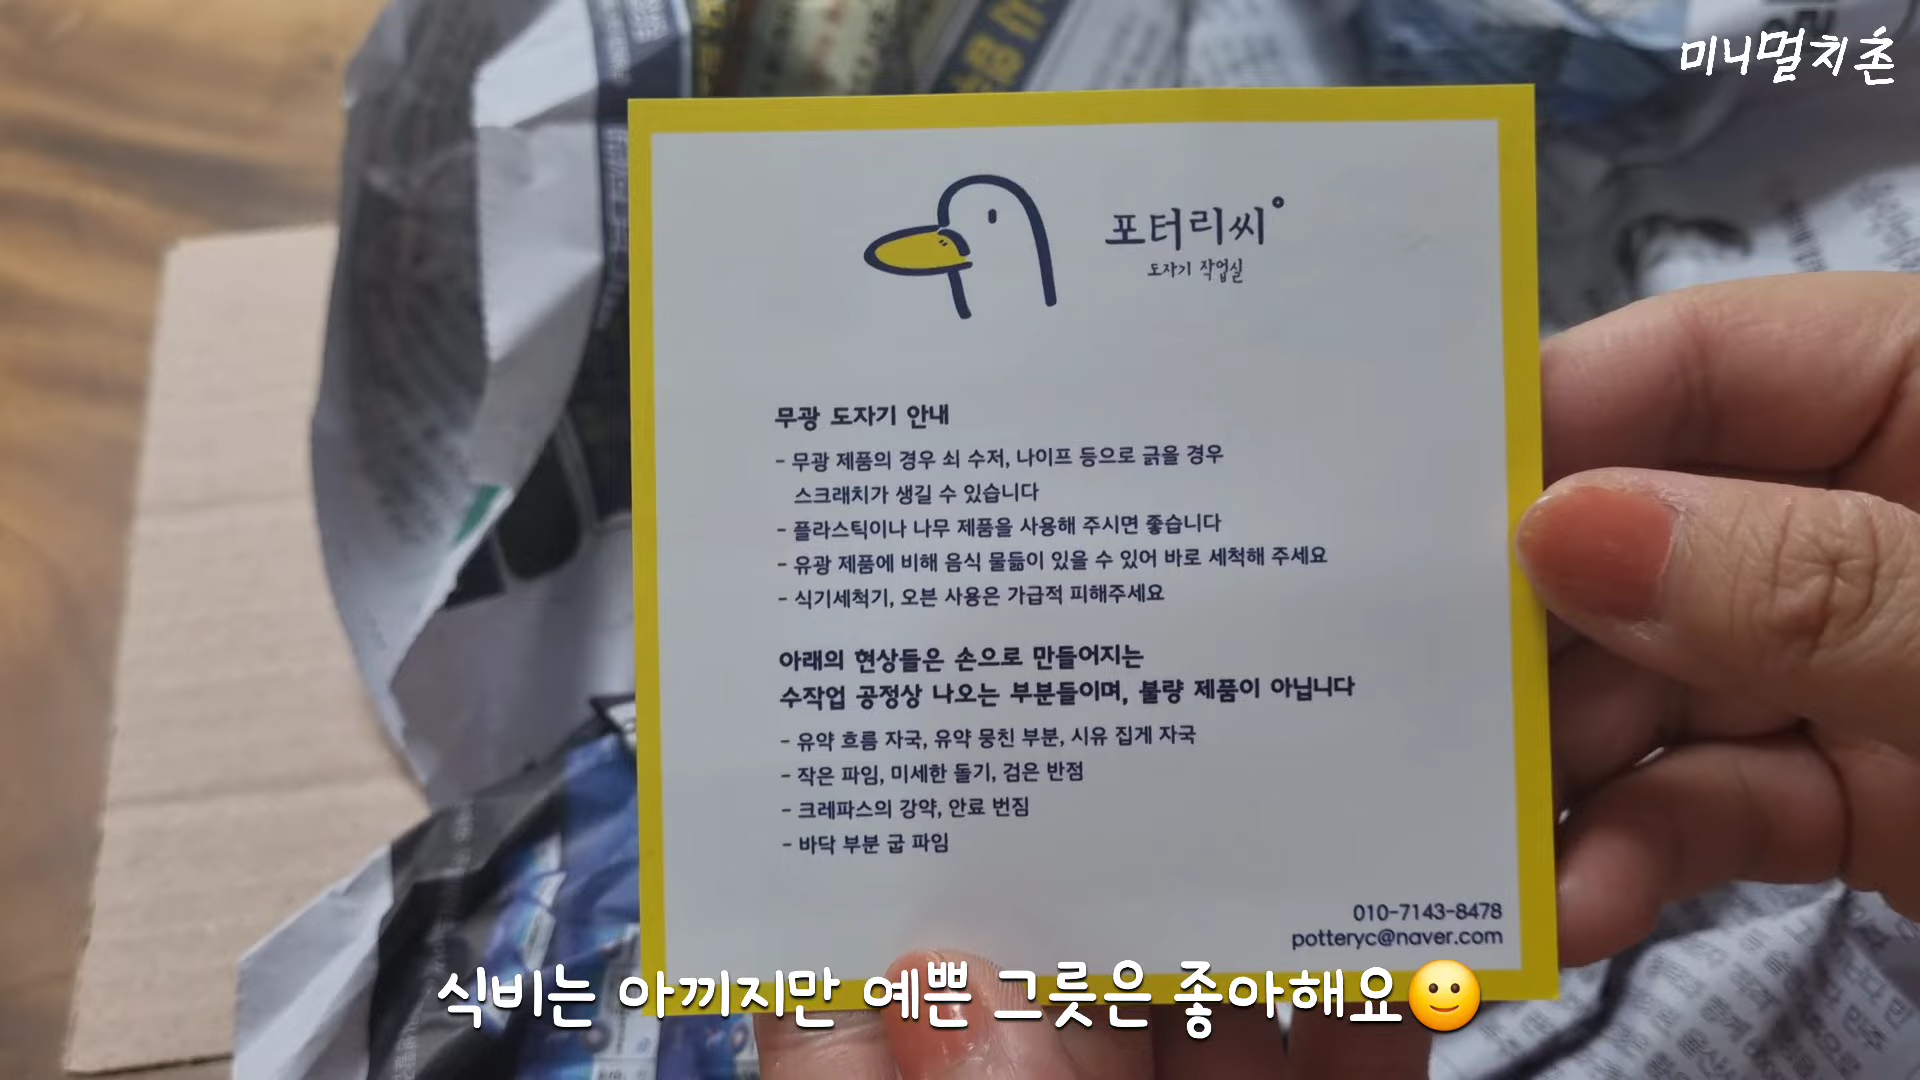 미니멀치촌
포터리씨
도자기 작업실
무광 도자기 안내
- 무광 제품의 경우 쇠 수저, 나이프 등으로 긁을 경우
스크래치가 생길 수 있습니다
- 플라스틱이나 나무 제품을 사용해 주시면 좋습니다
- 유광 제품에 비해 음식 물듦이 있을 수 있어 바로 세척해 주세요
- 식기세척기, 오븐 사용은 가급적 피해주세요
아래의 현상들은 손으로 만들어지는
수작업 공정상 나오는 부분들이며, 불량 제품이 아닙니다
- 유약 흐름 자국, 유약 뭉친 부분, 시유 집게 자국
- 작은 파임, 미세한 돌기, 검은 반점
- 크레파스의 강약, 안료 번짐
- 바닥 부분 굽 파임
010-7143-8478
potteryc@naver.com
식비는 아끼지만 예쁜 그릇은 좋아해요🙂